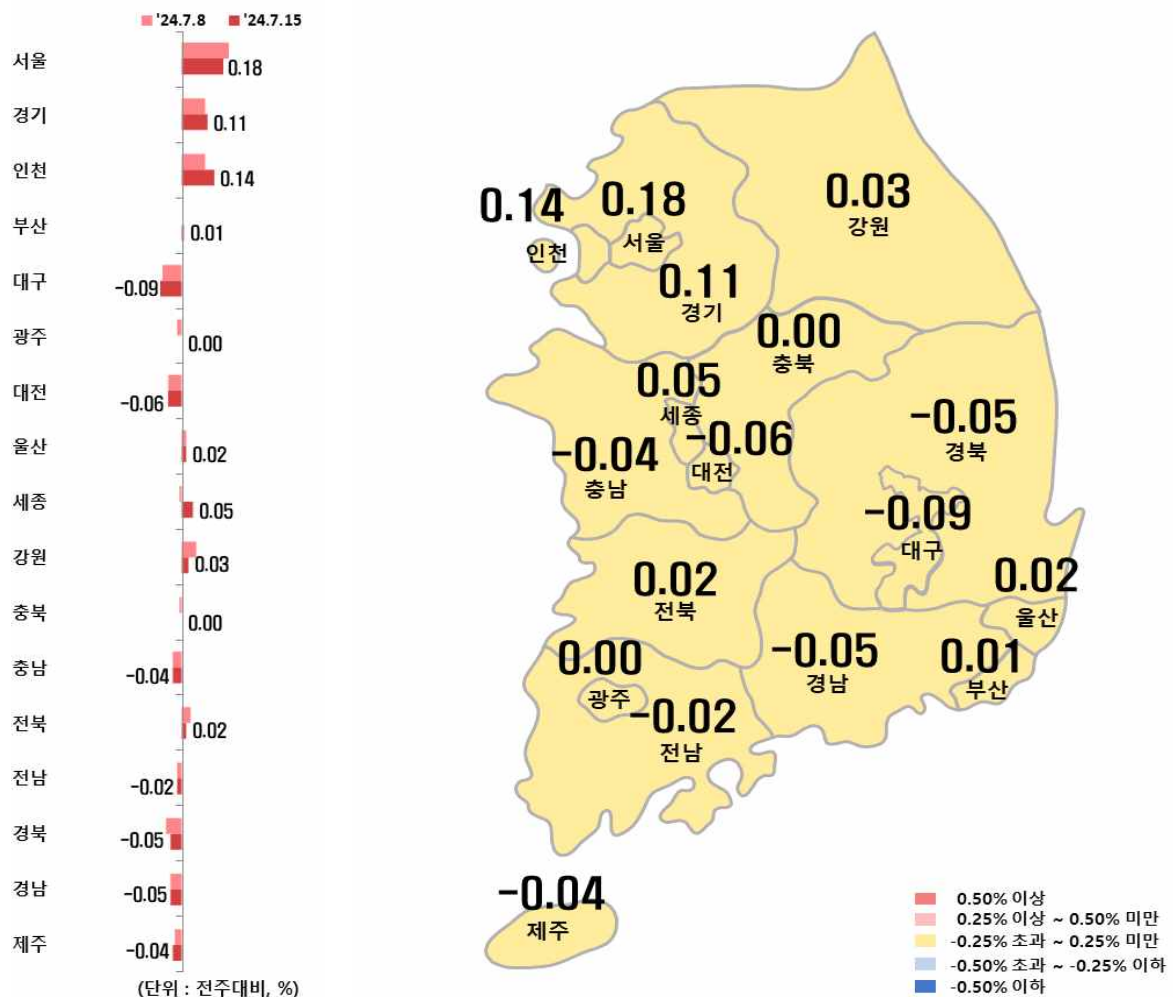 '24.7.8 '24.7.15
서울 0.18
경기 0.11
인천 0.14
부산 0.01
대구 -0.09
광주 0.00
대전 -0.06
울산 0.02
세종 0.05
강원 0.03
충북 0.00
충남 -0.04
전북 0.02
전남 -0.02
경북 -0.05
경남 -0.05
제주 -0.04
(단위 : 전주대비, %)
0.03
강원
0.14
인천
0.18
서울
0.11
경기
0.00
충북
0.05
세종
-0.06
대전
-0.04
충남
-0.05
경북
-0.09
대구
0.02
울산
0.02
전북
-0.05
경남
0.01
부산
0.00
광주
-0.02
전남
-0.04
제주
0.50% 이상
0.25% 이상 ~ 0.50% 미만
-0.25% 초과 ~ 0.25% 미만
-0.50% 초과 ~ -0.25% 이하
-0.50% 이하